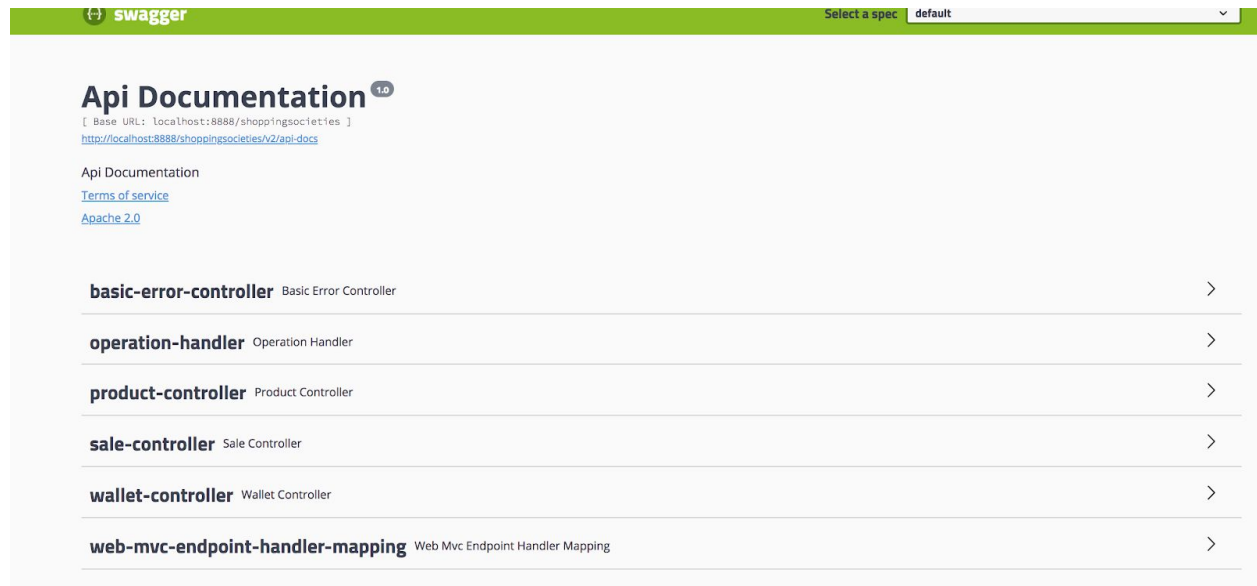 swagger Select a spec default
Api Documentation 1.0
[ Base URL: localhost:8888/shoppingsocieties ]
http://localhost:8888/shoppingsocieties/v2/api-docs
Api Documentation
Terms of service
Apache 2.0
basic-error-controller Basic Error Controller
operation-handler Operation Handler
product-controller Product Controller
sale-controller Sale Controller
wallet-controller Wallet Controller
web-mvc-endpoint-handler-mapping Web Mvc Endpoint Handler Mapping